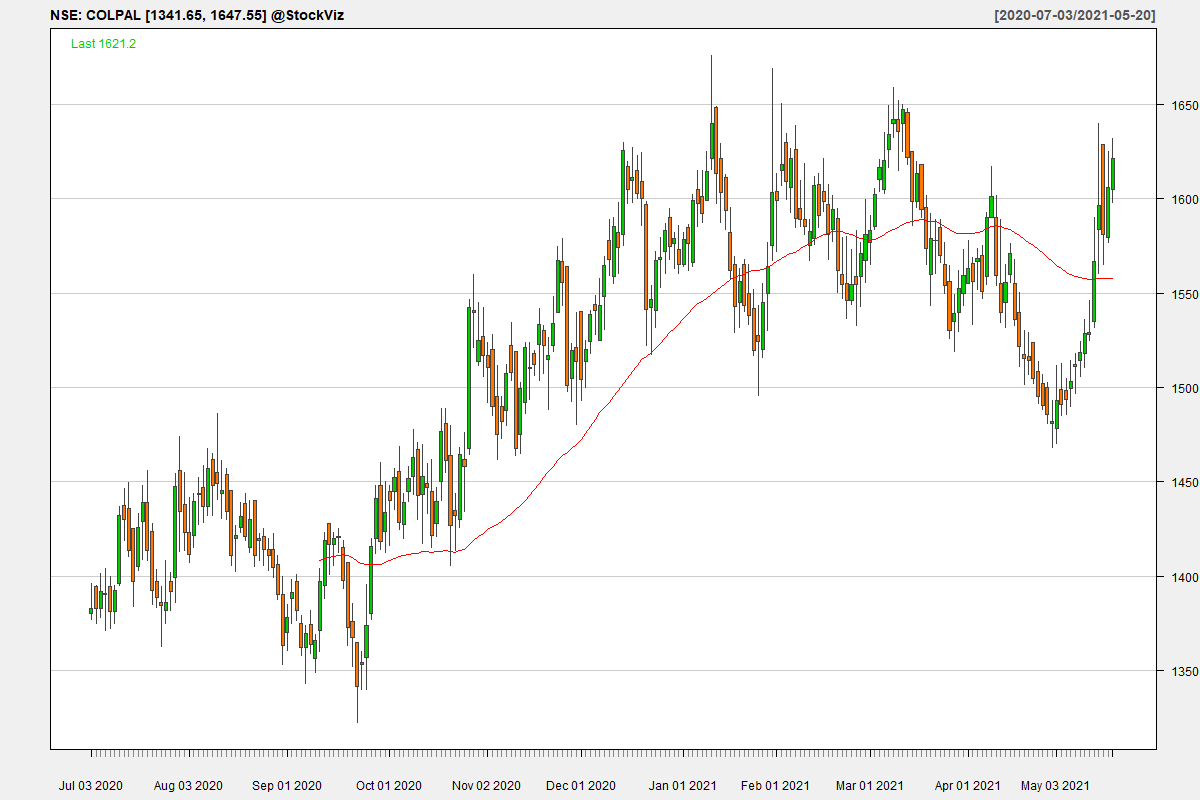 NSE: COLPAL [1341.65, 1647.55] @StockViz
[2020-07-03/2021-05-20]
Last 1621.2
1650
1600
1550
1500
1450
1400
1350
Jul 03 2020 Aug 03 2020 Sep 01 2020 Oct 01 2020 Nov 02 2020 Dec 01 2020 Jan 01 2021 Feb 01 2021 Mar 01 2021 Apr 01 2021 May 03 2021